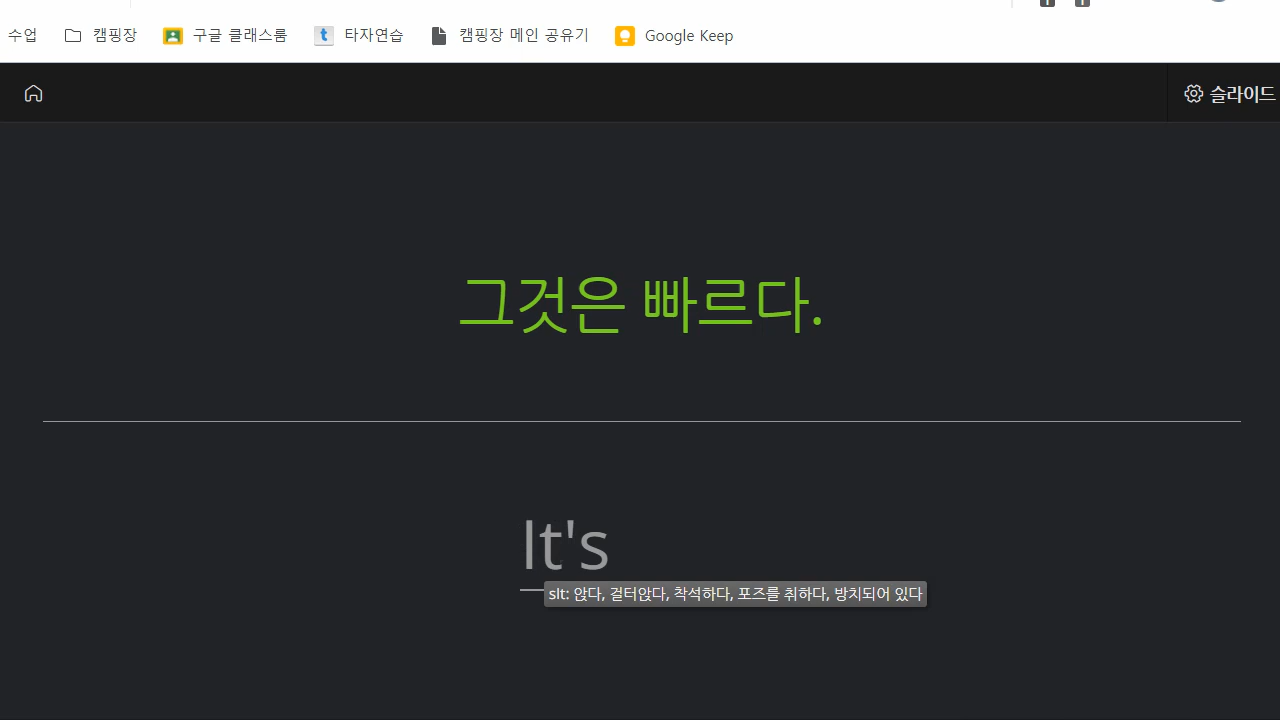 수업 캠핑장 구글 클래스룸 t 타자연습 캠핑장 메인 공유기 Google Keep
슬라이드
그것은 빠르다.
It's
sit: 앉다, 걸터앉다, 착석하다, 포즈를 취하다, 방치되어 있다